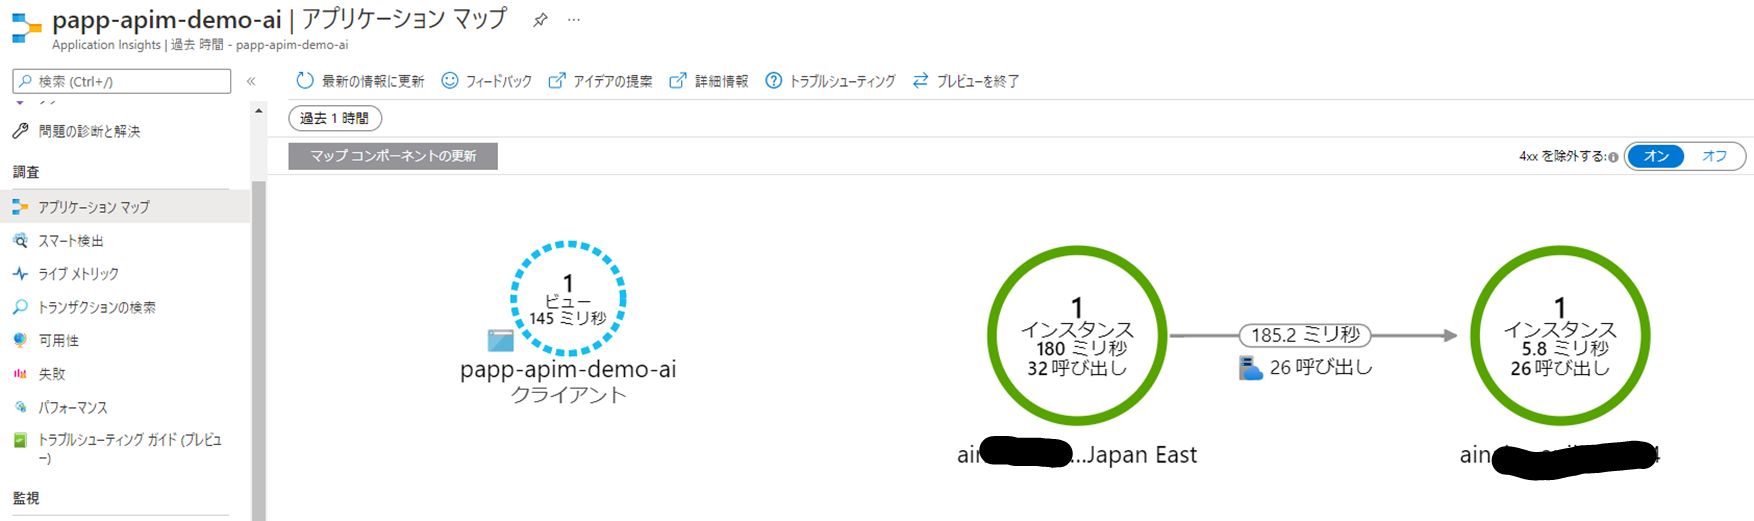 papp-apim-demo-ai | アプリケーション マップ
Application Insights | 過去 時間 - papp-apim-demo-ai
検索 (Ctrl+/)
最新の情報に更新 フィードバック アイデアの提案 詳細情報 トラブルシューティング プレビューを終了
過去 1 時間
マップ コンポーネントの更新
4xx を除外する: オン オフ
問題の診断と解決
調査
アプリケーション マップ
スマート検出
ライブ メトリック
トランザクションの検索
可用性
失敗
パフォーマンス
トラブルシューティング ガイド (プレビュ
ー)
監視
1
ビュー
145 ミリ秒
papp-apim-demo-ai
クライアント
1
インスタンス
180 ミリ秒
32 呼び出し
...Japan East
185.2 ミリ秒
26 呼び出し
1
インスタンス
5.8 ミリ秒
26 呼び出し